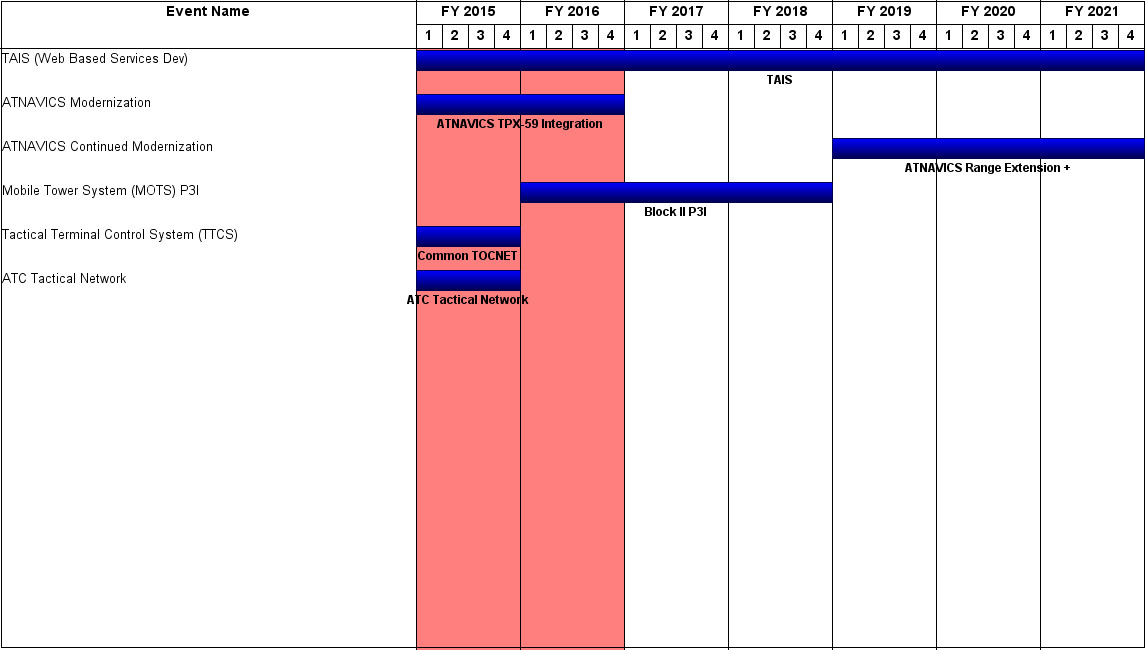 Event Name FY 2015 FY 2016 FY 2017 FY 2018 FY 2019 FY 2020 FY 2021
1 2 3 4 1 2 3 4 1 2 3 4 1 2 3 4 1 2 3 4 1 2 3 4 1 2 3 4
TAIS (Web Based Services Dev)
TAIS
ATNAVICS Modernization
ATNAVICS TPX-59 Integration
ATNAVICS Continued Modernization
ATNAVICS Range Extension +
Mobile Tower System (MOTS) P3I
Block II P3I
Tactical Terminal Control System (TTCS)
Common TOCNET
ATC Tactical Network
ATC Tactical Network